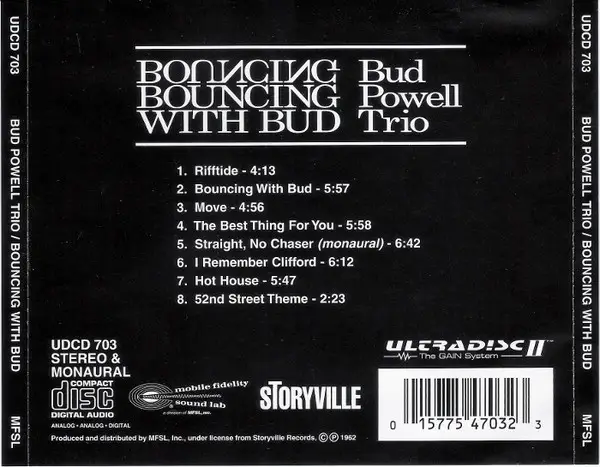 UDCD 703
BUD POWELL TRIO / BOUNCING WITH BUD
MFSL
BOUNCING Bud
BOUNCING Powell
WITH BUD Trio
1. Rifftide - 4:13
2. Bouncing With Bud - 5:57
3. Move - 4:56
4. The Best Thing For You - 5:58
5. Straight, No Chaser (monaural) - 6:42
6. I Remember Clifford - 6:12
7. Hot House - 5:47
8. 52nd Street Theme - 2:23
UDCD 703
STEREO &
MONAURAL
COMPACT
disc
DIGITAL AUDIO
ANALOG • ANALOG • DIGITAL
mobile fidelity
sound lab
a division of MFSL, INC.
STORYVILLE
ULTRADISC II™
The GAIN System
0 15775 47032 3
Produced and distributed by MFSL, Inc., under license from Storyville Records, Ⓒ Ⓟ 1962
UDCD 703
BUD POWELL TRIO / BOUNCING WITH BUD
MFSL